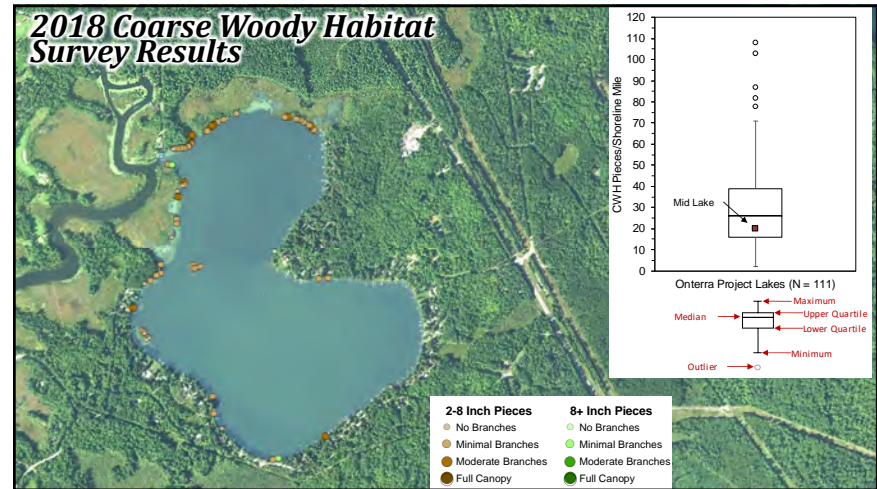 2018 Coarse Woody Habitat
Survey Results
CWH Pieces/Shoreline Mile
120
110
100
90
80
70
60
50
40
30
20
10
0
Mid Lake
Onterra Project Lakes (N = 111)
Maximum
Upper Quartile
Median
Lower Quartile
Minimum
Outlier
2-8 Inch Pieces
No Branches
Minimal Branches
Moderate Branches
Full Canopy
8+ Inch Pieces
No Branches
Minimal Branches
Moderate Branches
Full Canopy